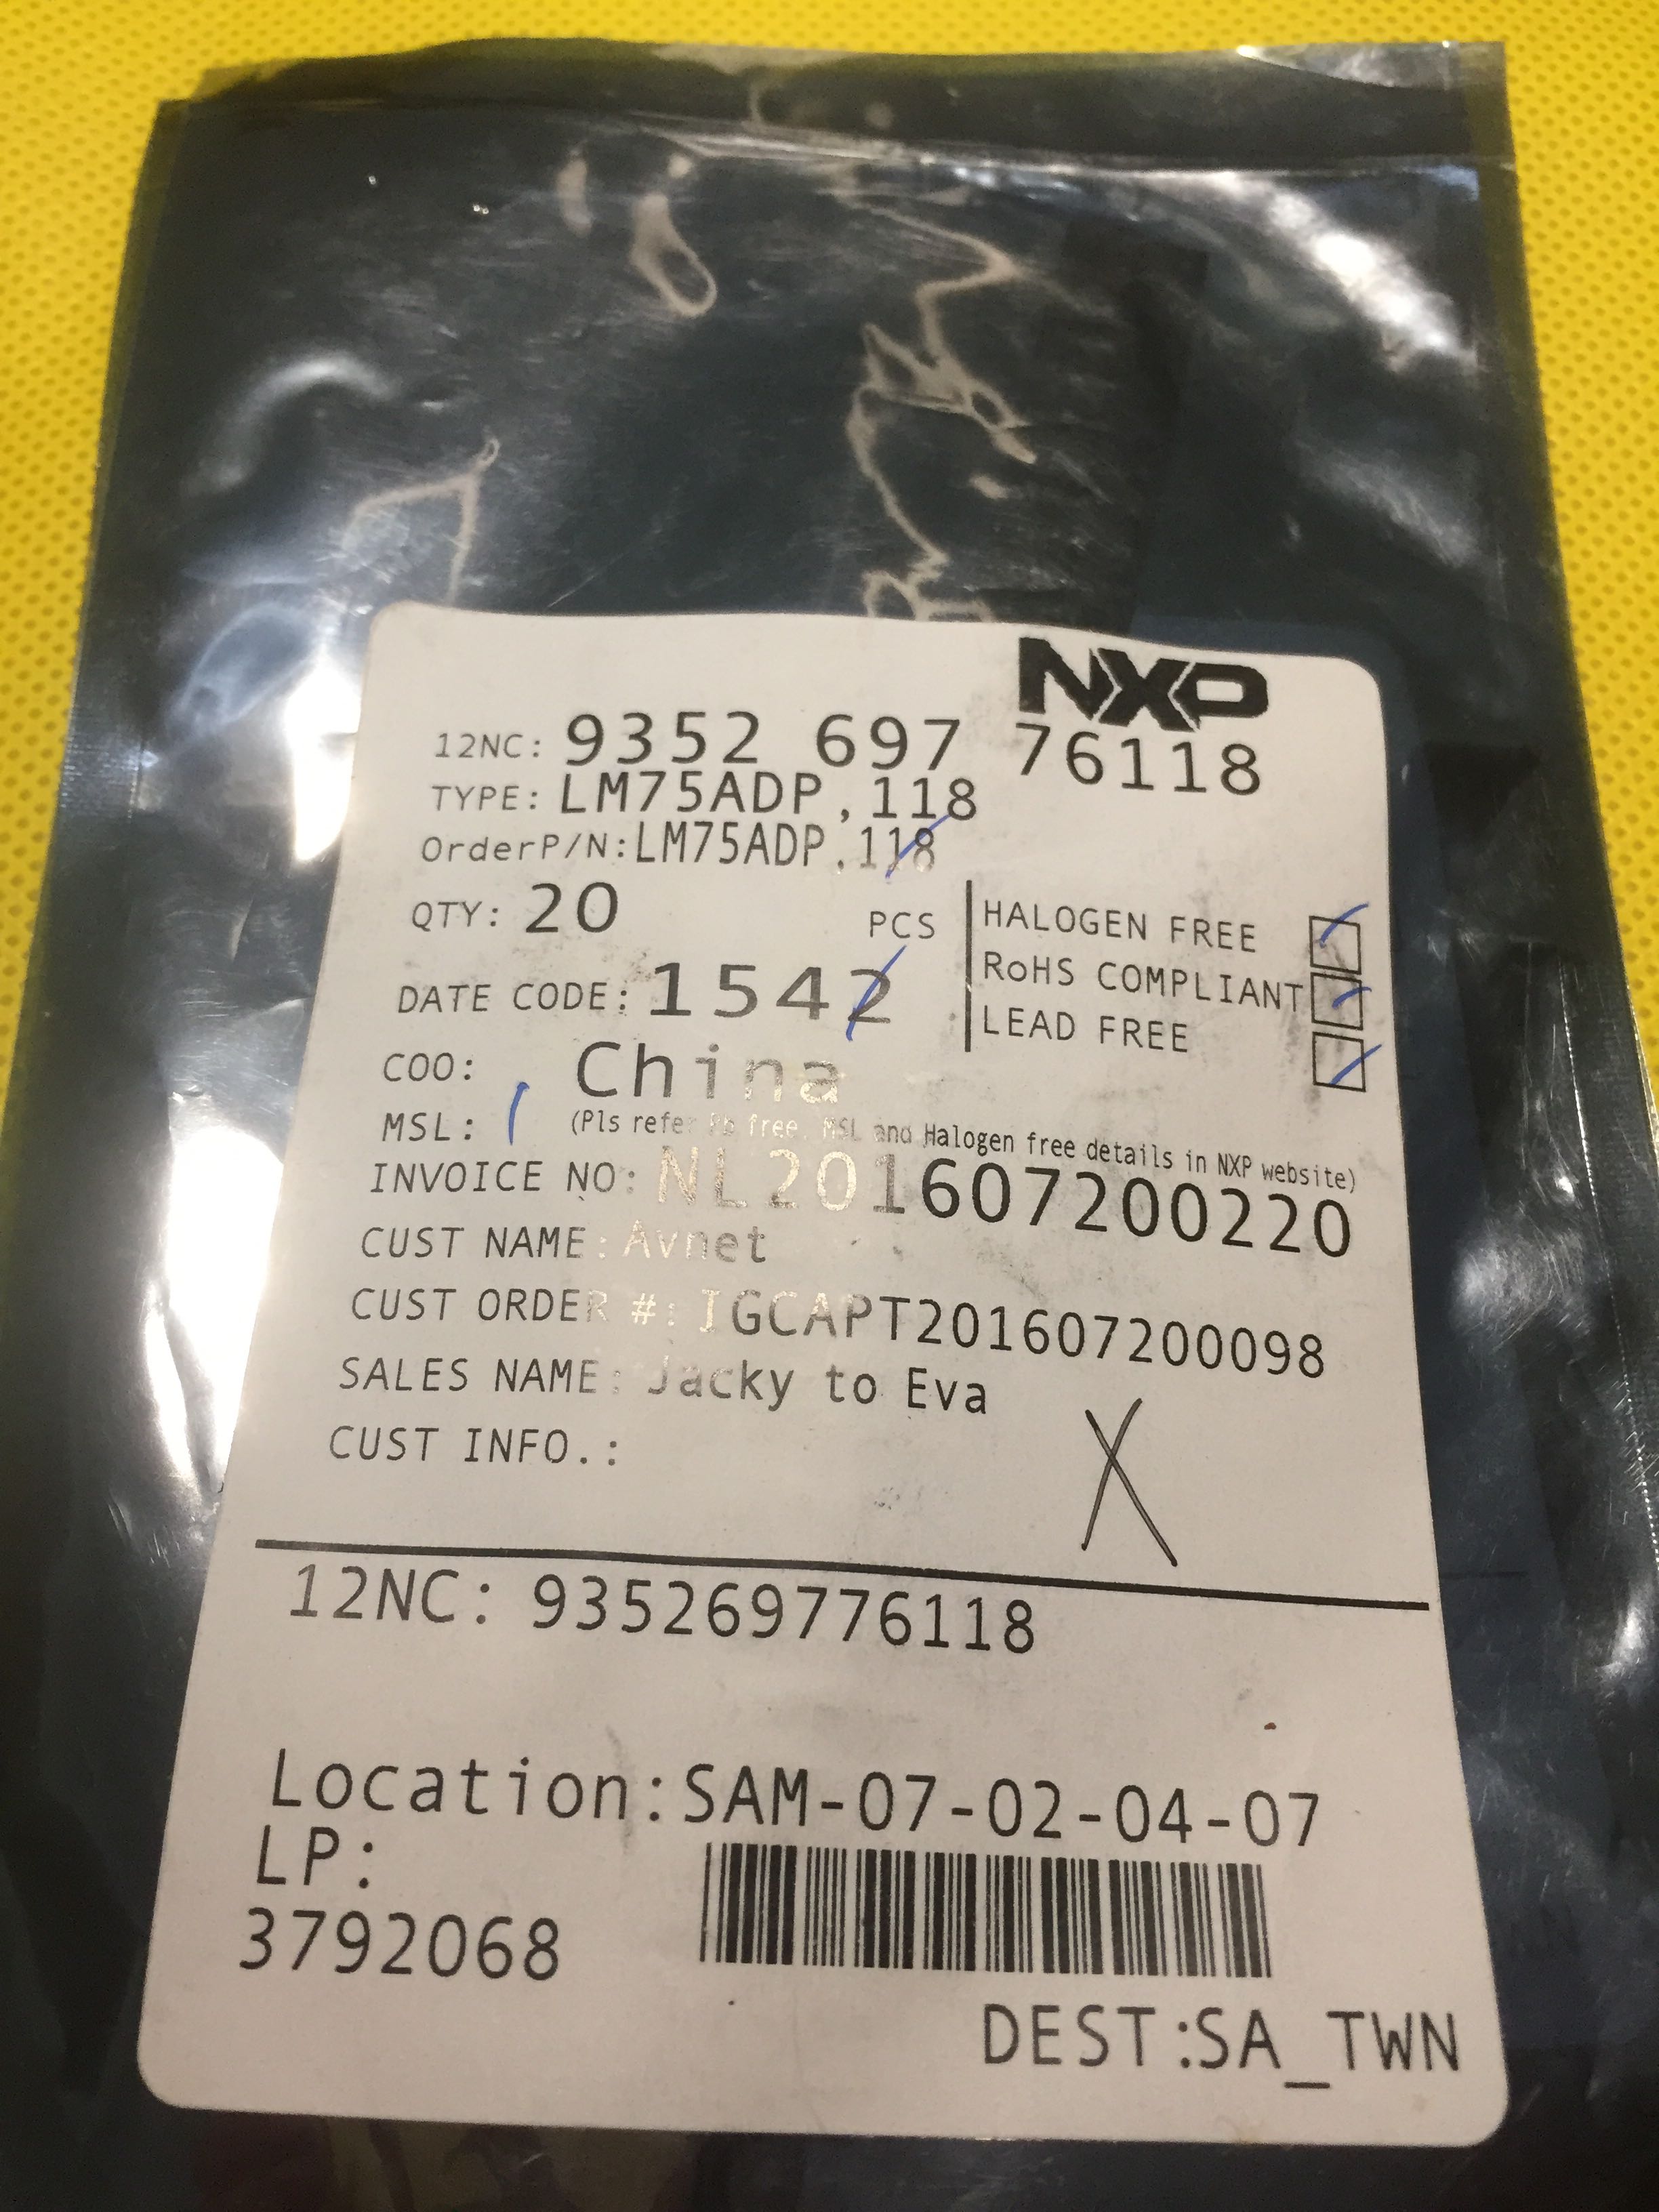 NXP
12NC: 9352 697 76118
TYPE: LM75ADP,118
OrderP/N:LM75ADP,118
QTY: 20 PCS
HALOGEN FREE
RoHS COMPLIANT
LEAD FREE
DATE CODE: 1542
COO: China
MSL: 1 (Pls refer Pb free, MSL and Halogen free details in NXP website)
INVOICE NO: NL201607200220
CUST NAME: Avnet
CUST ORDER #: IGCAPT201607200098
SALES NAME: Jacky to Eva
CUST INFO.:
X
12NC: 935269776118
Location:SAM-07-02-04-07
LP:
3792068
DEST:SA_TWN